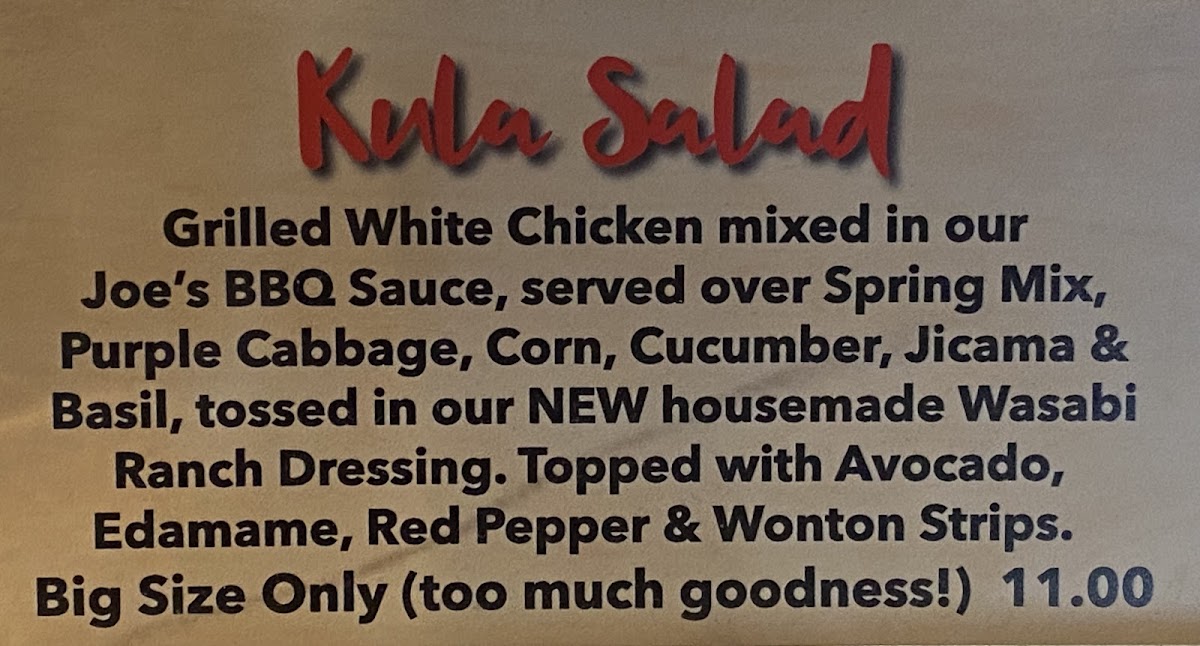 Kula Salad
Grilled White Chicken mixed in our
Joe's BBQ Sauce, served over Spring Mix,
Purple Cabbage, Corn, Cucumber, Jicama &
Basil, tossed in our NEW housemade Wasabi
Ranch Dressing. Topped with Avocado,
Edamame, Red Pepper & Wonton Strips.
Big Size Only (too much goodness!) 11.00